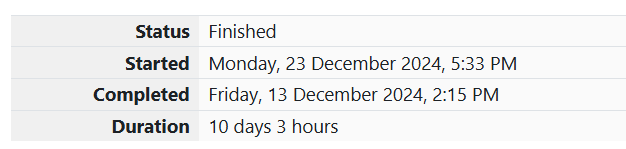 Status Finished
Started Monday, 23 December 2024, 5:33 PM
Completed Friday, 13 December 2024, 2:15 PM
Duration 10 days 3 hours